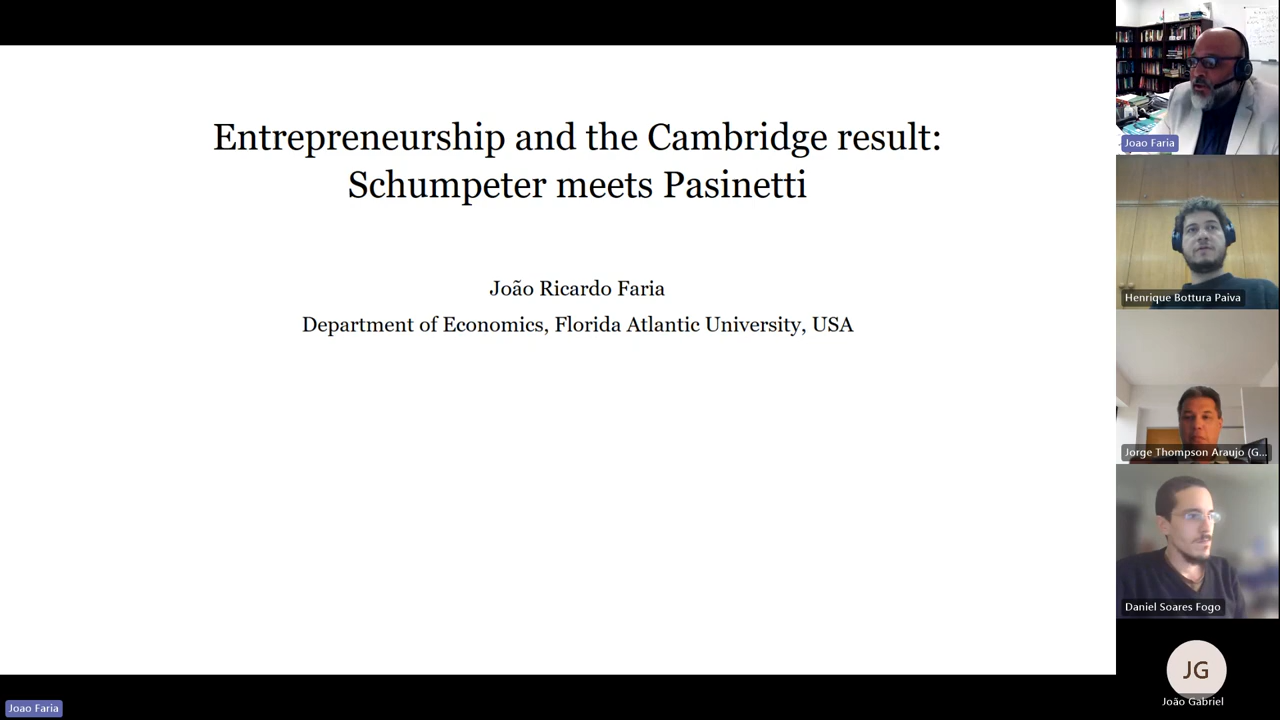 Entrepreneurship and the Cambridge result:
Schumpeter meets Pasinetti
João Ricardo Faria
Department of Economics, Florida Atlantic University, USA
Joao Faria
Henrique Bottura Paiva
Jorge Thompson Araujo (G...
Daniel Soares Fogo
JG
João Gabriel
Joao Faria